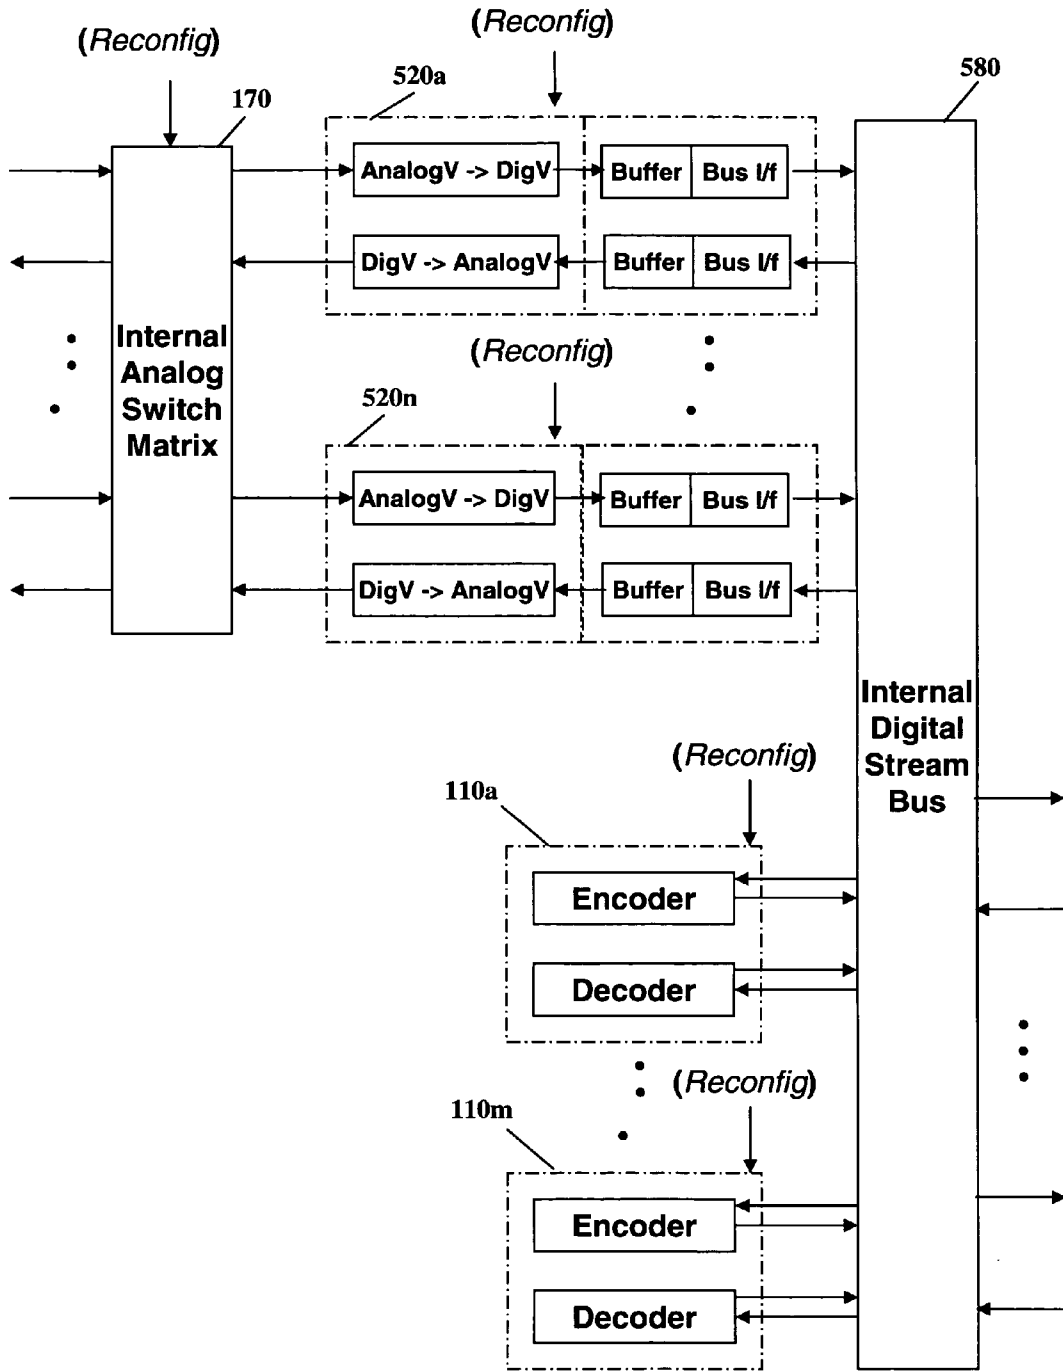 (Reconfig)
(Reconfig)
170
520a
580
AnalogV -> DigV
Buffer
Bus I/f
DigV -> AnalogV
Buffer
Bus I/f
Internal
Analog
Switch
Matrix
(Reconfig)
520n
AnalogV -> DigV
Buffer
Bus I/f
DigV -> AnalogV
Buffer
Bus I/f
Internal
Digital
Stream
Bus
(Reconfig)
110a
Encoder
Decoder
(Reconfig)
110m
Encoder
Decoder